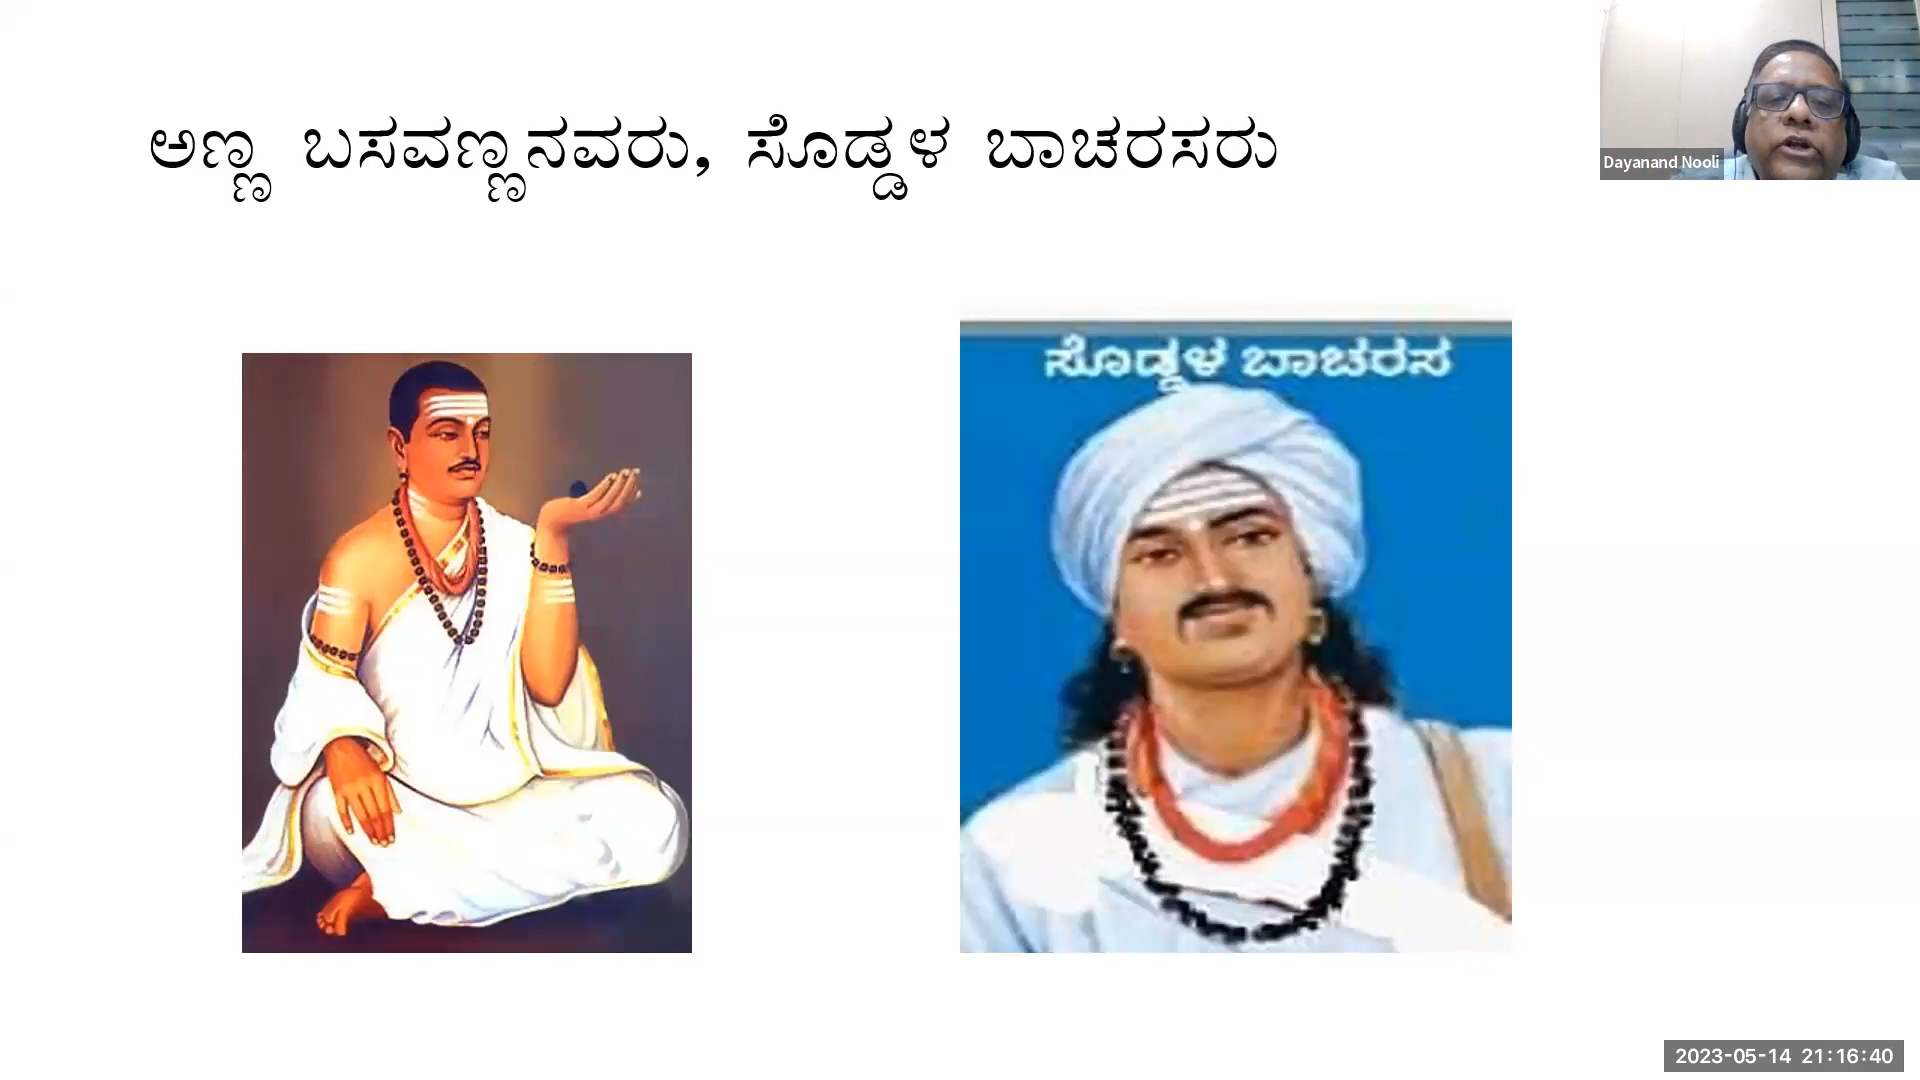 ಅಣ್ಣ ಬಸವಣ್ಣನವರು, ಸೊಡ್ಡಳ ಬಾಚರಸರು
Dayanand Nooli
ಸೊಡ್ಡಳ ಬಾಚರಸ
2023-05-14 21:16:40